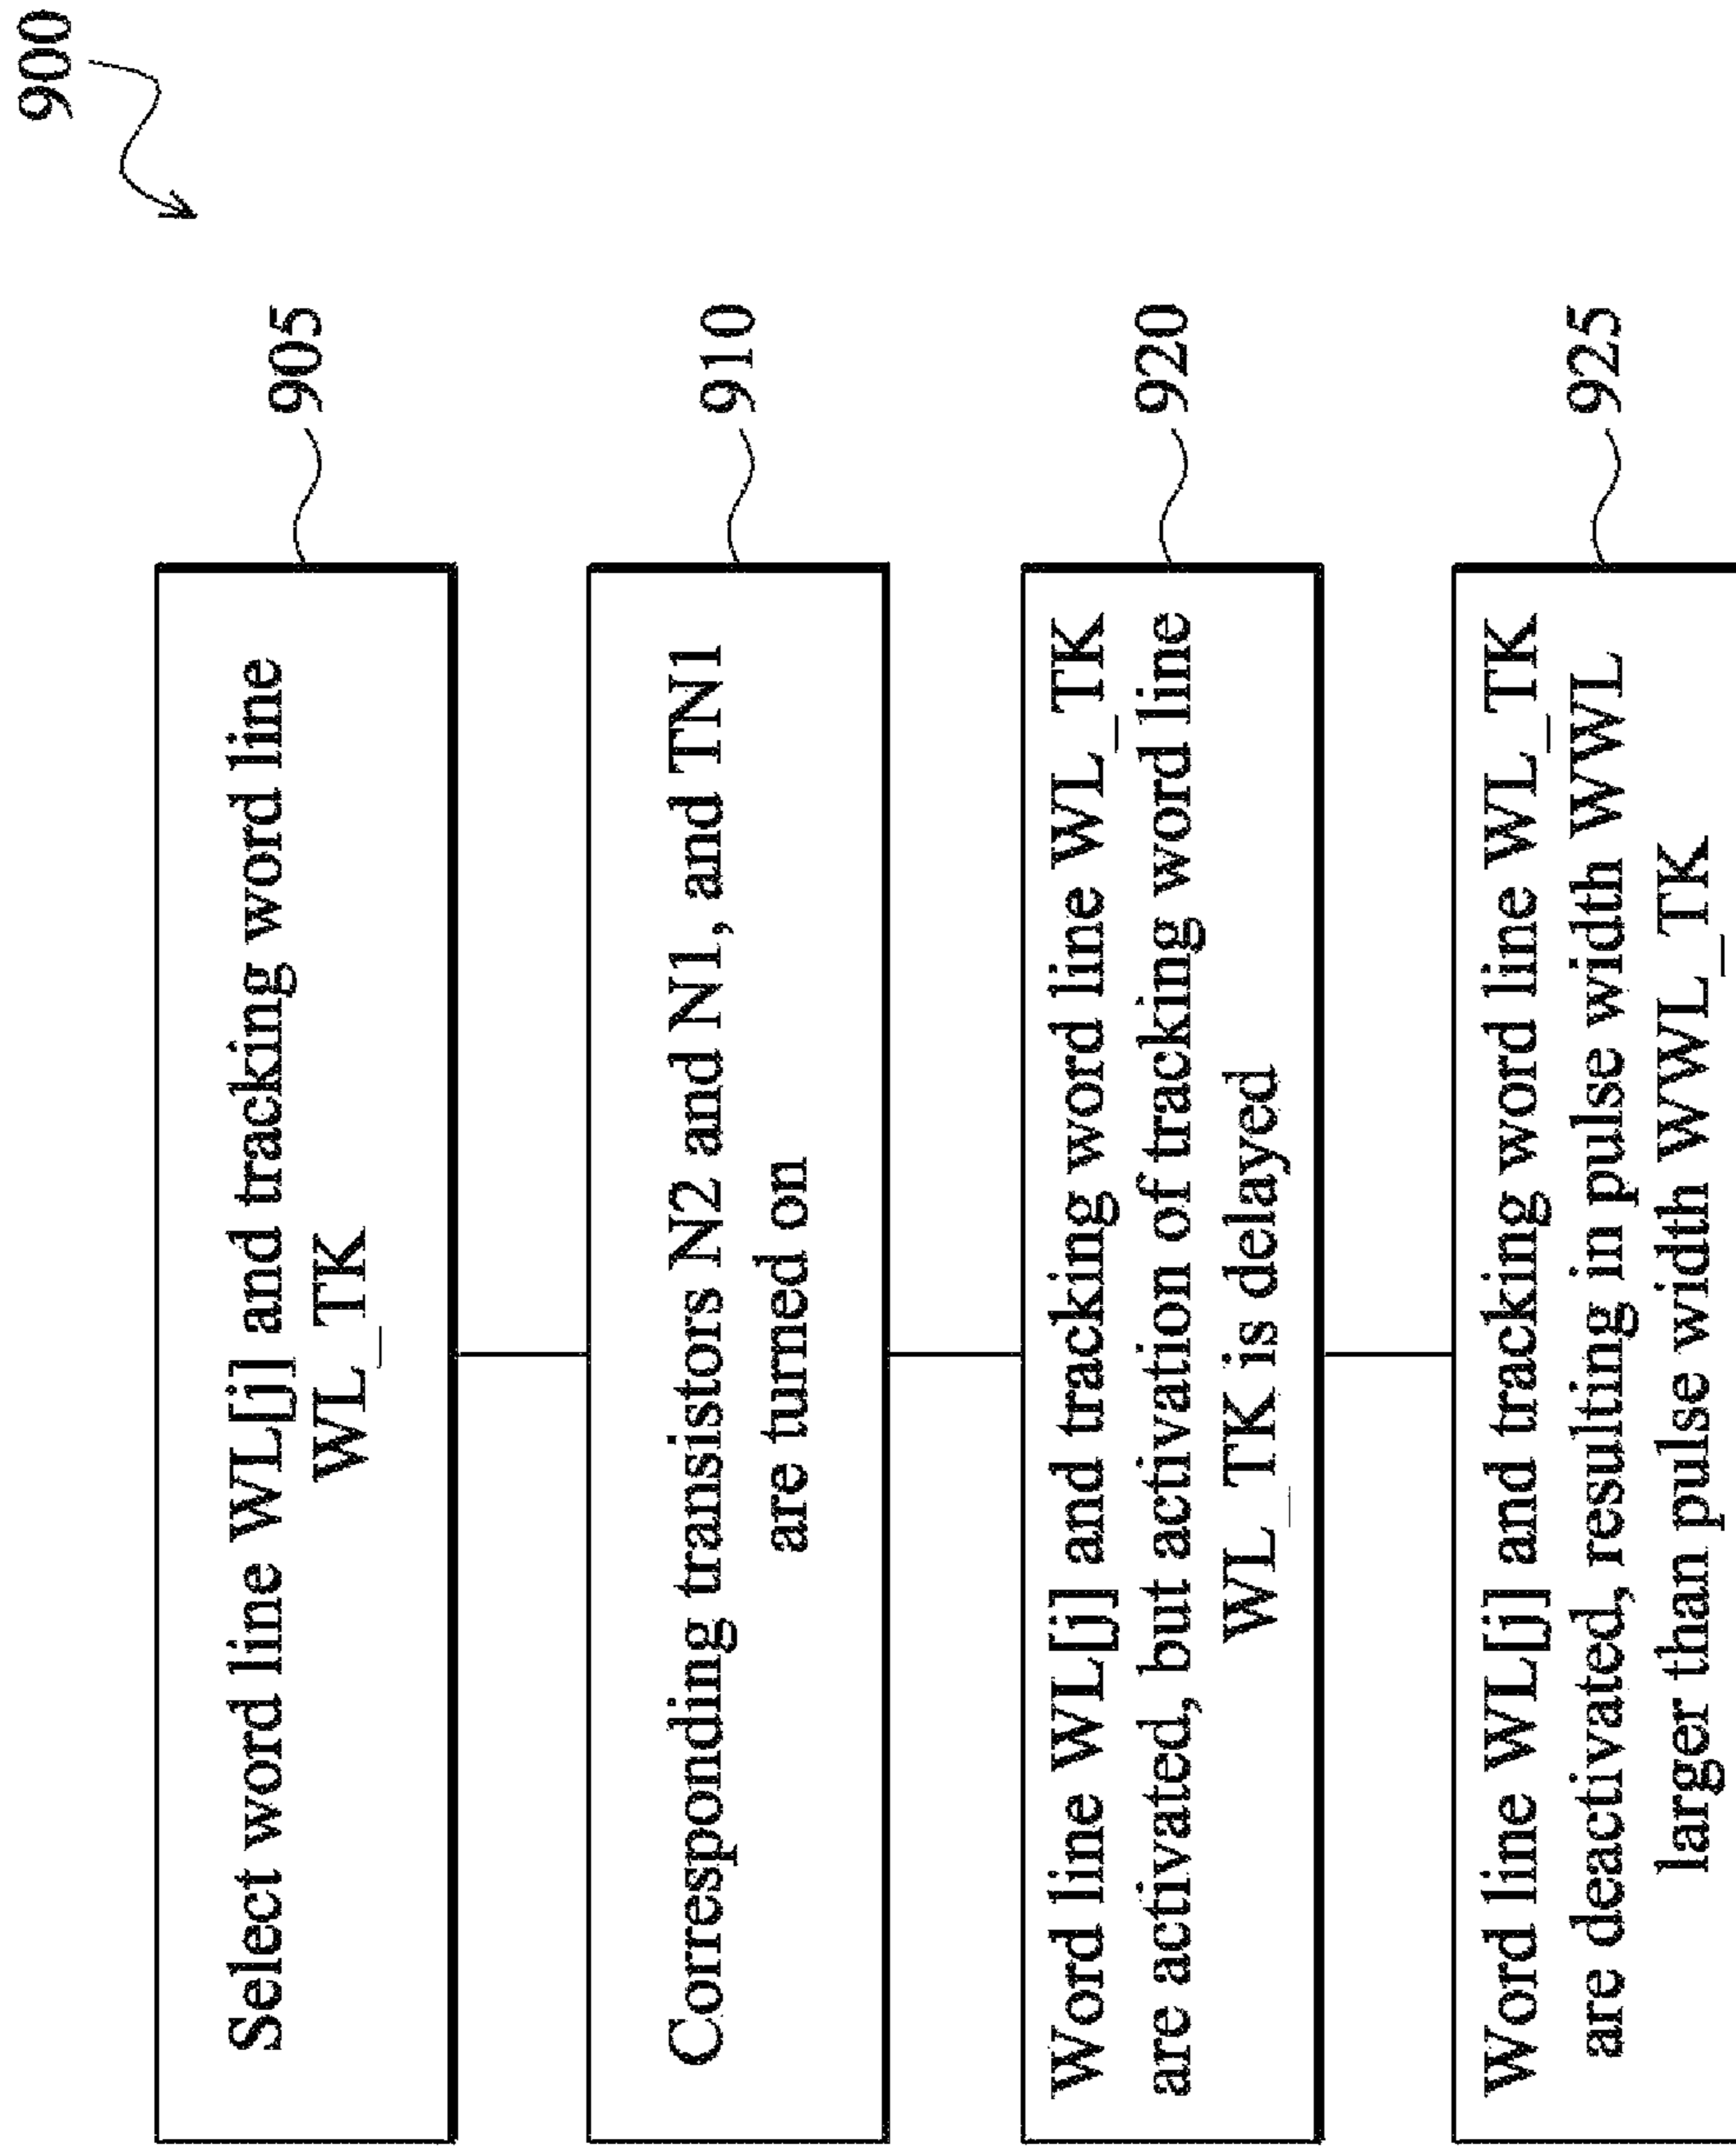 900
Select word line WL[j] and tracking word line
WL_TK
905
Corresponding transistors N2 and N1, and TN1
are turned on
910
Word line WL[j] and tracking word line WL_TK
are activated, but activation of tracking word line
WL_TK is delayed
920
Word line WL[j] and tracking word line WL_TK
are deactivated, resulting in pulse width WWL
larger than pulse width WWL_TK
925